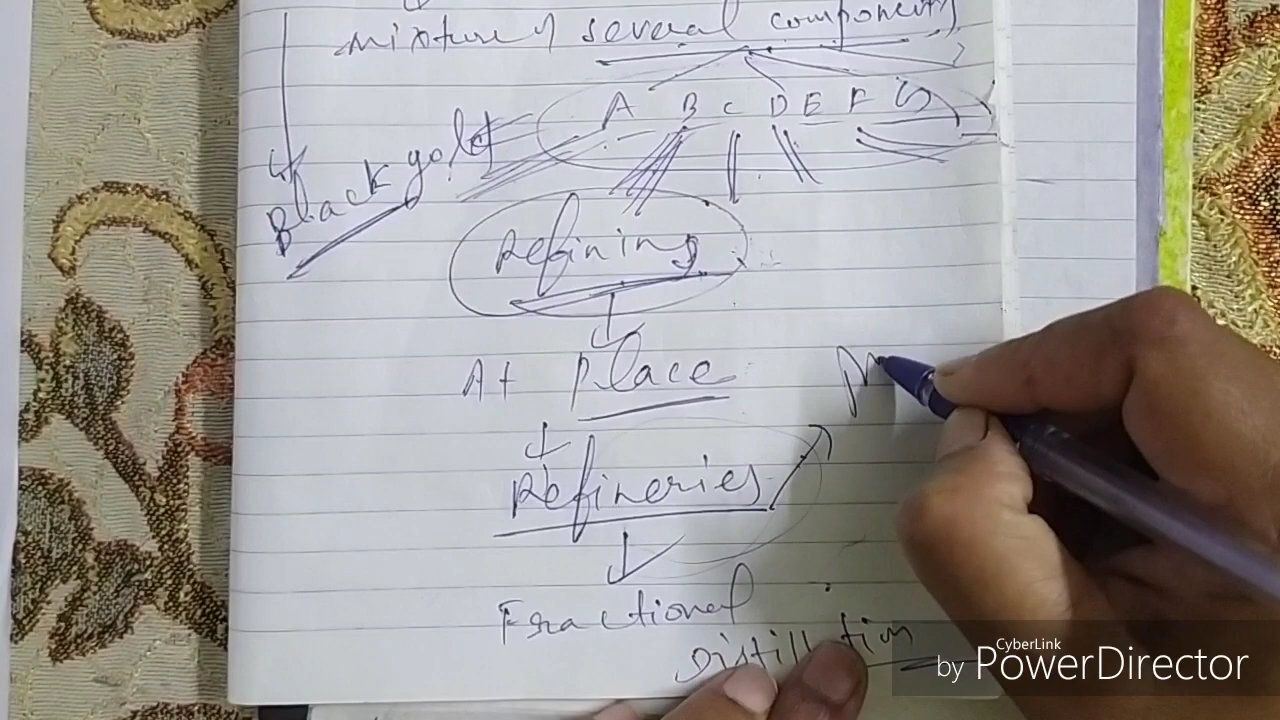 mixture of several components
A B C D E F G
Black gold
Refining
At place
Refineries
Fractional
Distillation
CyberLink
by PowerDirector